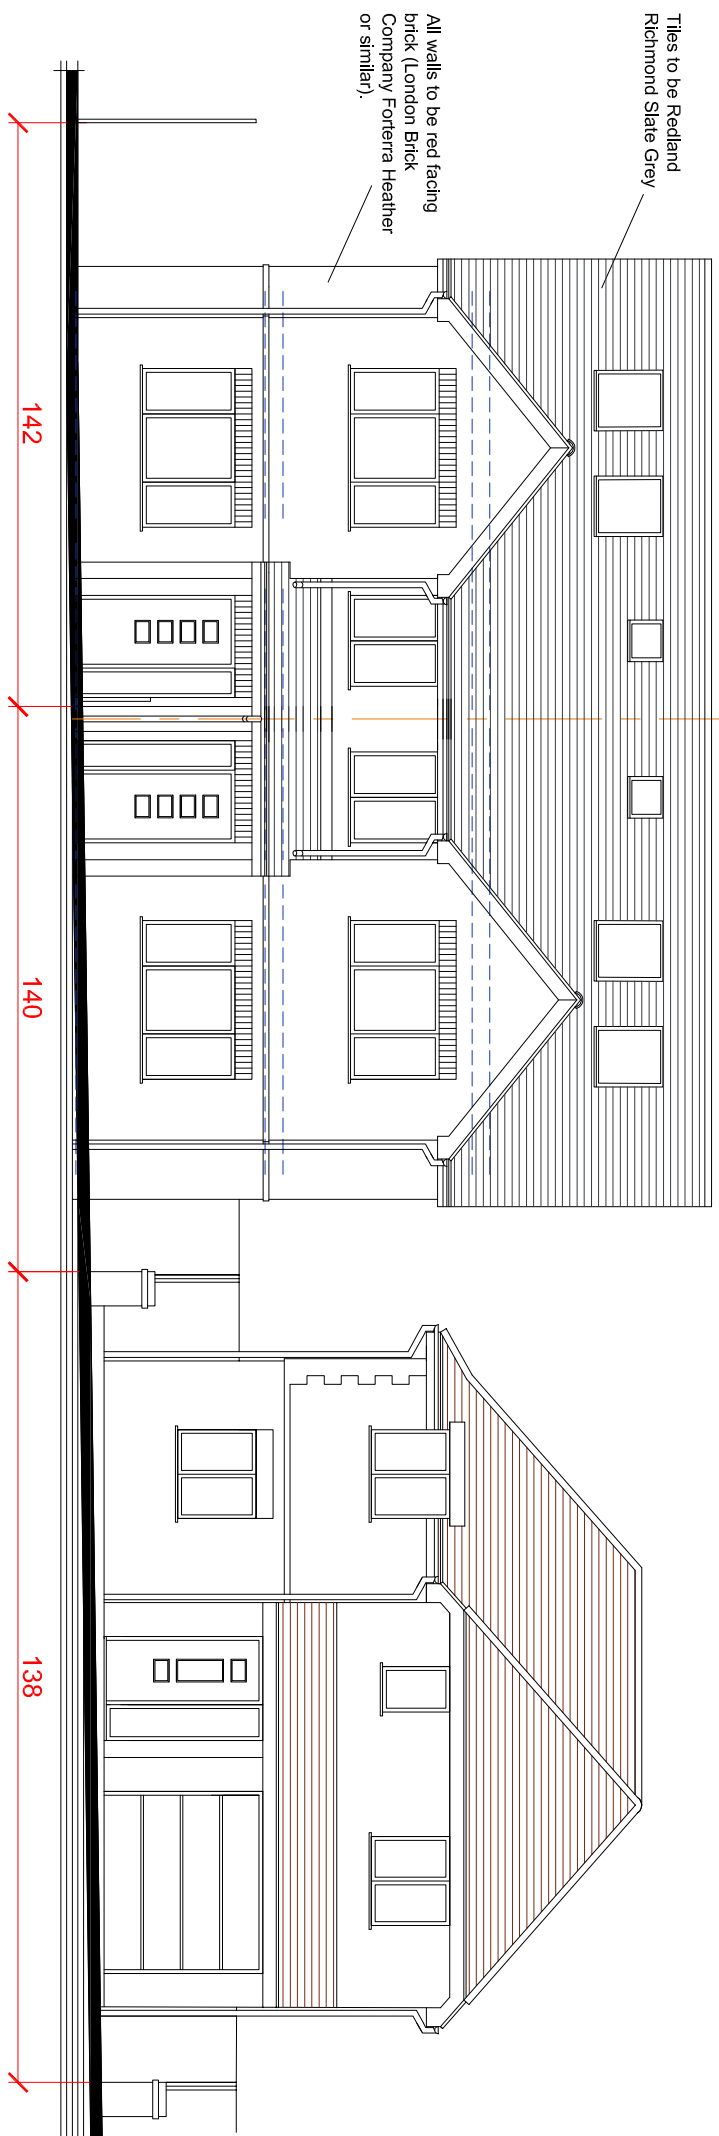 Tiles to be Redland
Richmond Slate Grey
All walls to be red facing
brick (London Brick
Company Forterra Heather
or similar).
142
140
138